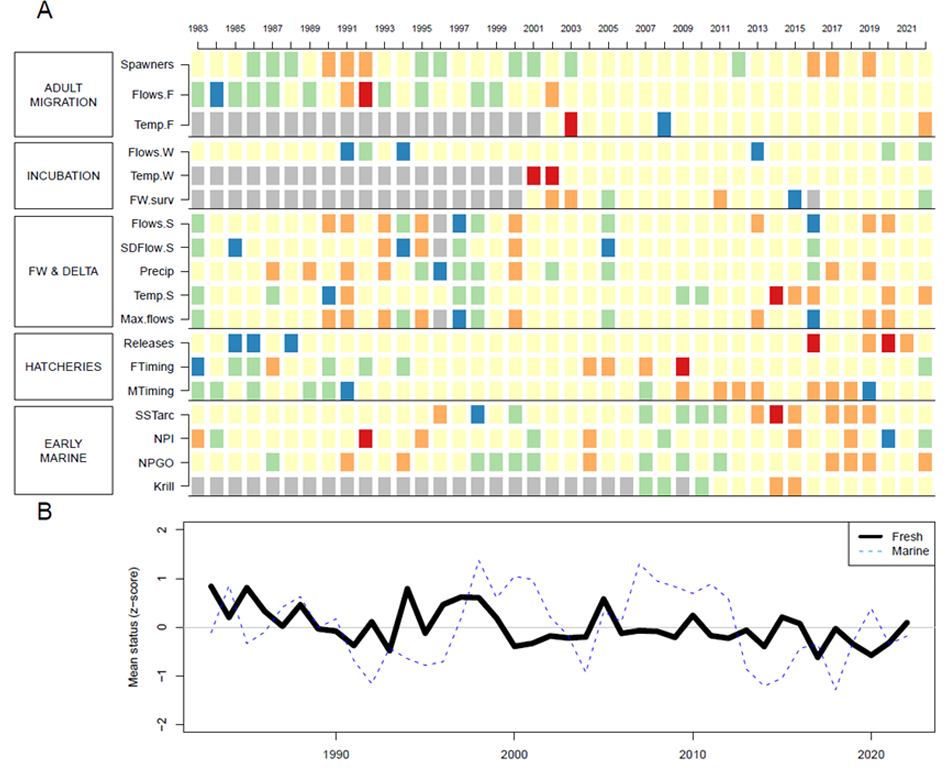 A
1983 1985 1987 1989 1991 1993 1995 1997 1999 2001 2003 2005 2007 2009 2011 2013 2015 2017 2019 2021
ADULT
MIGRATION
Spawners
Flows.F
Temp.F
INCUBATION
Flows.W
Temp.W
FW.surv
FW & DELTA
Flows.S
SDFlow.S
Precip
Temp.S
Max.flows
HATCHERIES
Releases
FTiming
MTiming
EARLY
MARINE
SSTarc
NPI
NPGO
Krill
B
Mean status (z-score)
2
1
0
−1
−2
Fresh
Marine
1990 2000 2010 2020